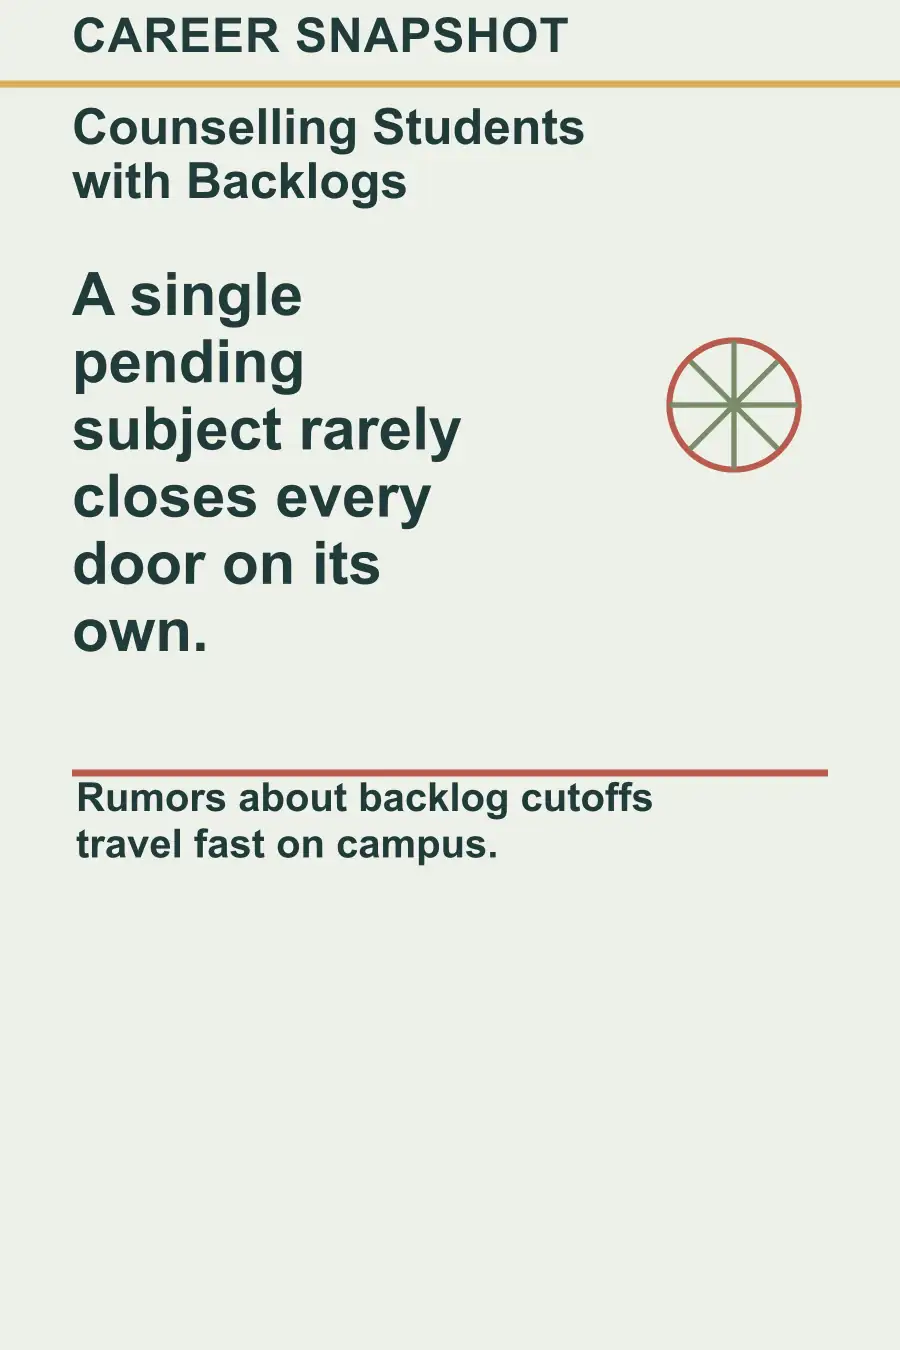 CAREER SNAPSHOT
Counselling Students
with Backlogs
A single
pending
subject rarely
closes every
door on its
own.
Rumors about backlog cutoffs
travel fast on campus.